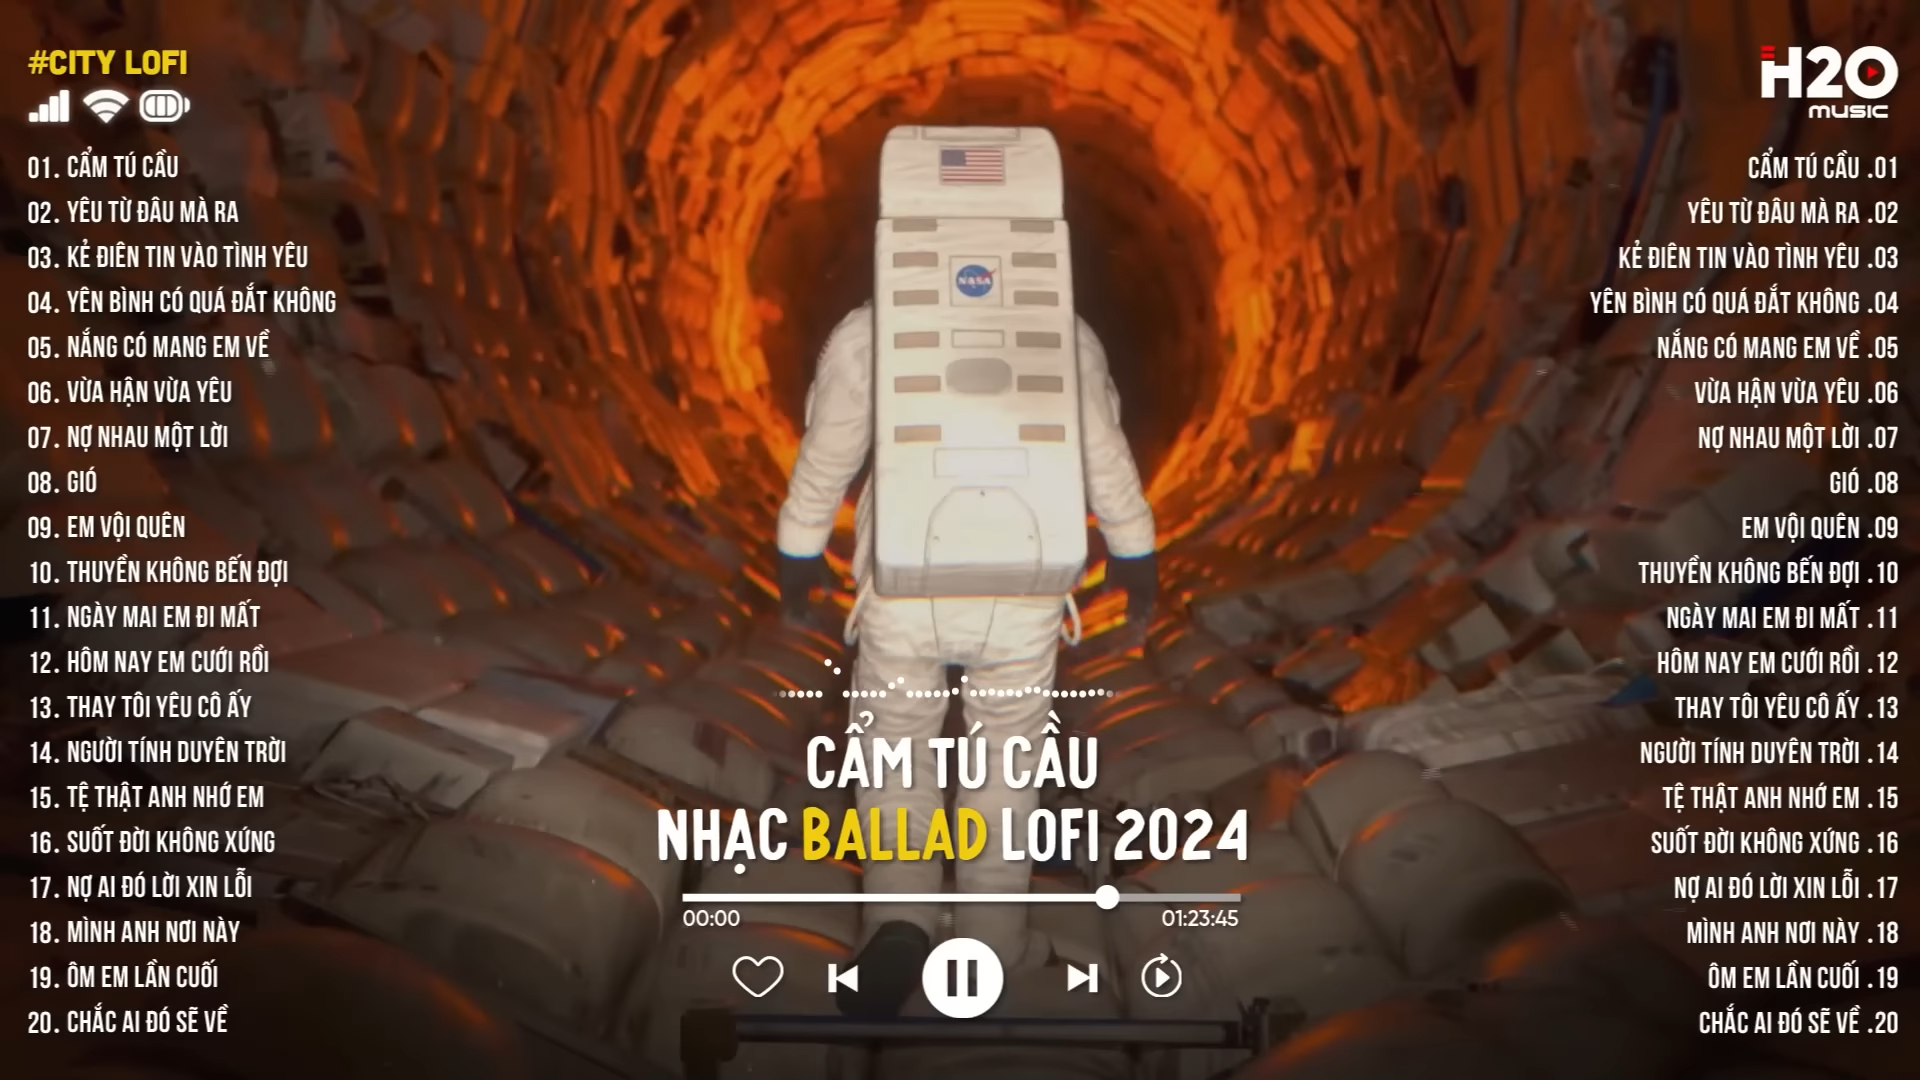 #CITY LOFI
H2O
MUSIC
01. CẨM TÚ CẦU
02. YÊU TỪ ĐÂU MÀ RA
03. KẺ ĐIÊN TIN VÀO TÌNH YÊU
04. YÊN BÌNH CÓ QUÁ ĐẮT KHÔNG
05. NẮNG CÓ MANG EM VỀ
06. VỪA HẬN VỪA YÊU
07. NỢ NHAU MỘT LỜI
08. GIÓ
09. EM VỘI QUÊN
10. THUYỀN KHÔNG BẾN ĐỢI
11. NGÀY MAI EM ĐI MẤT
12. HÔM NAY EM CƯỚI RỒI
13. THAY TÔI YÊU CÔ ẤY
14. NGƯỜI TÍNH DUYÊN TRỜI
15. TỆ THẬT ANH NHỚ EM
16. SUỐT ĐỜI KHÔNG XỨNG
17. NỢ AI ĐÓ LỜI XIN LỖI
18. MÌNH ANH NƠI NÀY
19. ÔM EM LẦN CUỐI
20. CHẮC AI ĐÓ SẼ VỀ
NASA
CẨM TÚ CẦU
NHẠC BALLAD LOFI 2024
00:00 01:23:45
CẨM TÚ CẦU .01
YÊU TỪ ĐÂU MÀ RA .02
KẺ ĐIÊN TIN VÀO TÌNH YÊU .03
YÊN BÌNH CÓ QUÁ ĐẮT KHÔNG .04
NẮNG CÓ MANG EM VỀ .05
VỪA HẬN VỪA YÊU .06
NỢ NHAU MỘT LỜI .07
GIÓ .08
EM VỘI QUÊN .09
THUYỀN KHÔNG BẾN ĐỢI .10
NGÀY MAI EM ĐI MẤT .11
HÔM NAY EM CƯỚI RỒI .12
THAY TÔI YÊU CÔ ẤY .13
NGƯỜI TÍNH DUYÊN TRỜI .14
TỆ THẬT ANH NHỚ EM .15
SUỐT ĐỜI KHÔNG XỨNG .16
NỢ AI ĐÓ LỜI XIN LỖI .17
MÌNH ANH NƠI NÀY .18
ÔM EM LẦN CUỐI .19
CHẮC AI ĐÓ SẼ VỀ .20